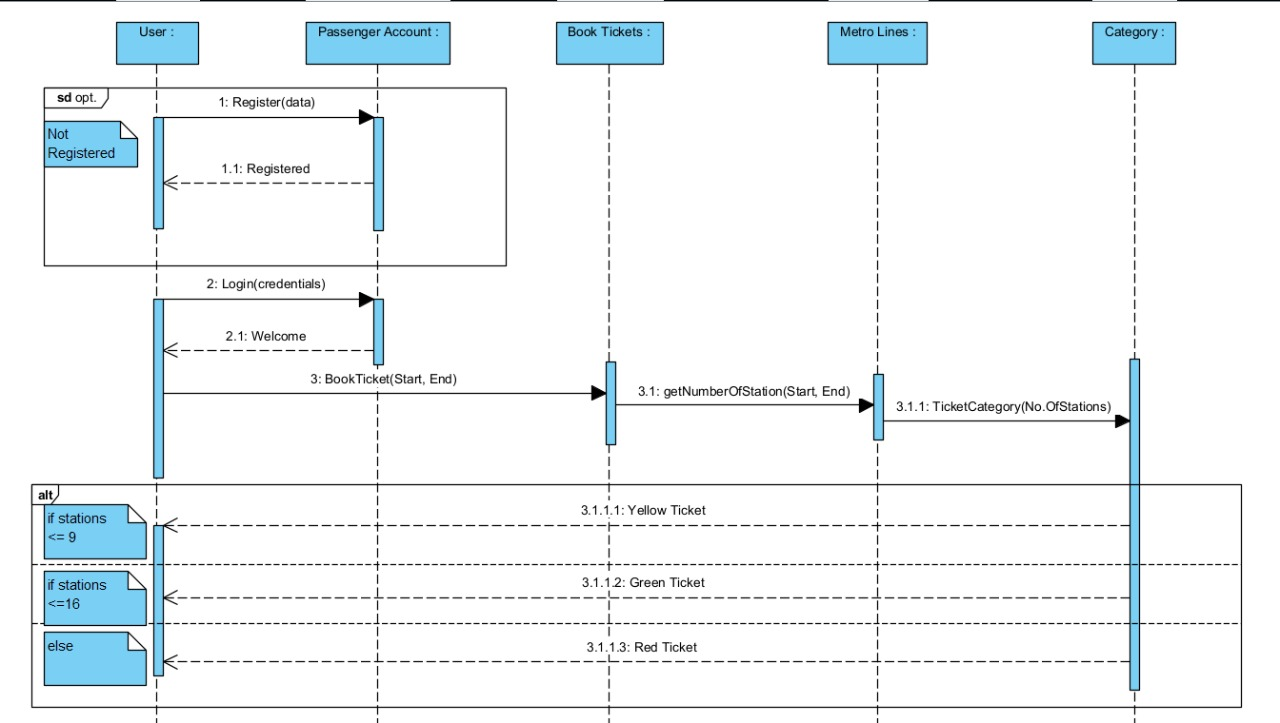 User :
Passenger Account :
Book Tickets :
Metro Lines :
Category :
sd opt.
1: Register(data)
Not
Registered
1.1: Registered
2: Login(credentials)
2.1: Welcome
3: BookTicket(Start, End)
3.1: getNumberOfStation(Start, End)
3.1.1: TicketCategory(No.OfStations)
alt
if stations
<= 9
3.1.1.1: Yellow Ticket
if stations
<=16
3.1.1.2: Green Ticket
else
3.1.1.3: Red Ticket